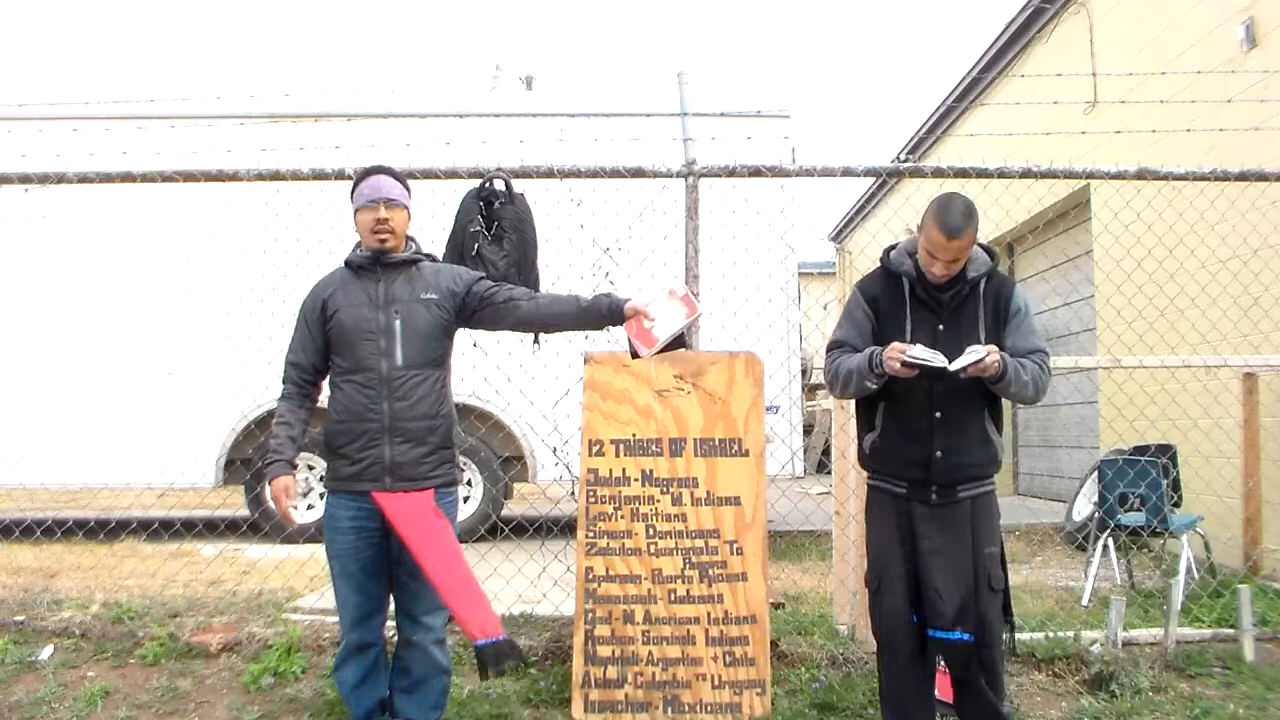 12 TRIBES OF ISRAEL
Judah-Negroes
Benjamin-W. Indians
Levi-Haitians
Simeon-Dominicans
Zebulon-Guatemala To
Panama
Ephraim-Puerto Ricans
Manasseh-Cubans
Gad-N. American Indians
Reuben-Seminole Indians
Naphtali-Argentina + Chile
Asher-Colombia To Uruguay
Issachar-Mexicans
Cabela's